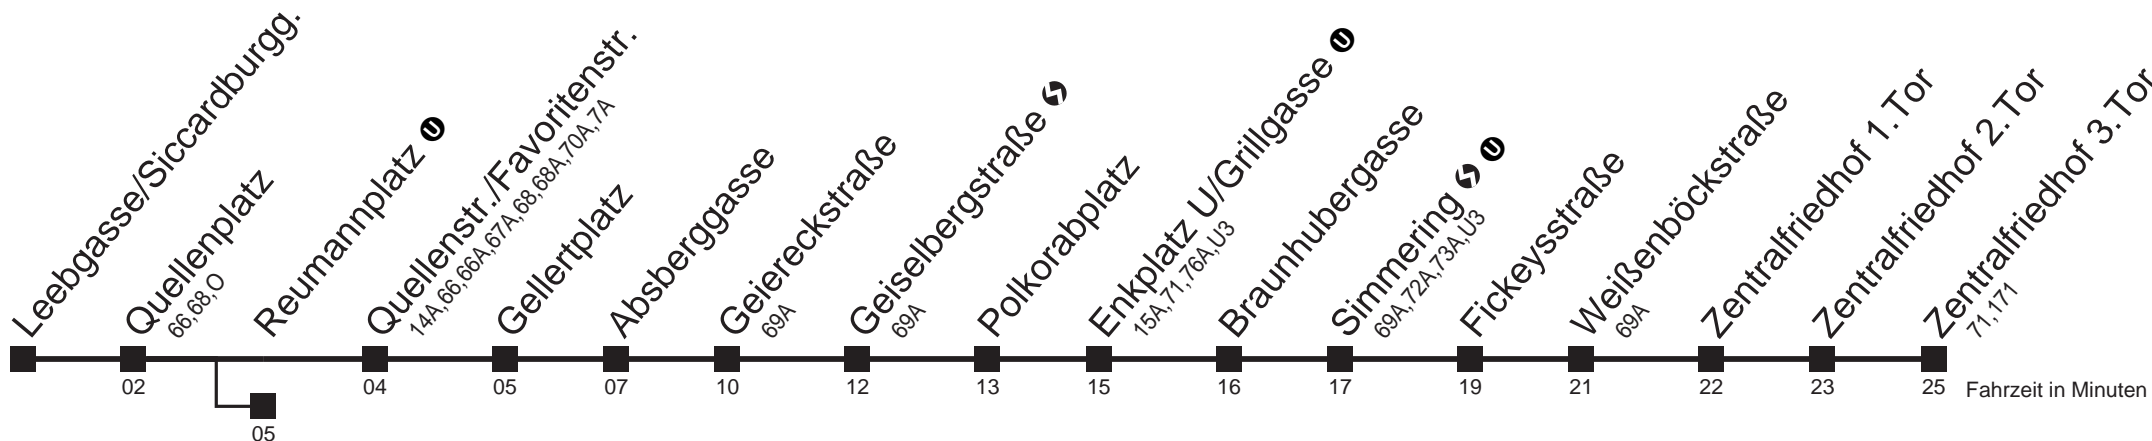 Leebgasse/Siccardburgg.
Quellenplatz
66,68,O
Reumannplatz U
Quellenstr./Favoritenstr.
14A,66,66A,67A,68,68A,70A,7A
Gellertplatz
Absberggasse
Geiereckstraße
69A
Geiselbergstraße
69A
Polkorabplatz
Enkplatz U/Grillgasse U
15A,71,76A,U3
Braunhubergasse
Simmering U
69A,72A,73A,U3
Fickeysstraße
Weißenböckstraße
69A
Zentralfriedhof 1.Tor
Zentralfriedhof 2.Tor
Zentralfriedhof 3.Tor
71,171
02 04 05 07 10 12 13 15 16 17 19 21 22 23 25 Fahrzeit in Minuten
05